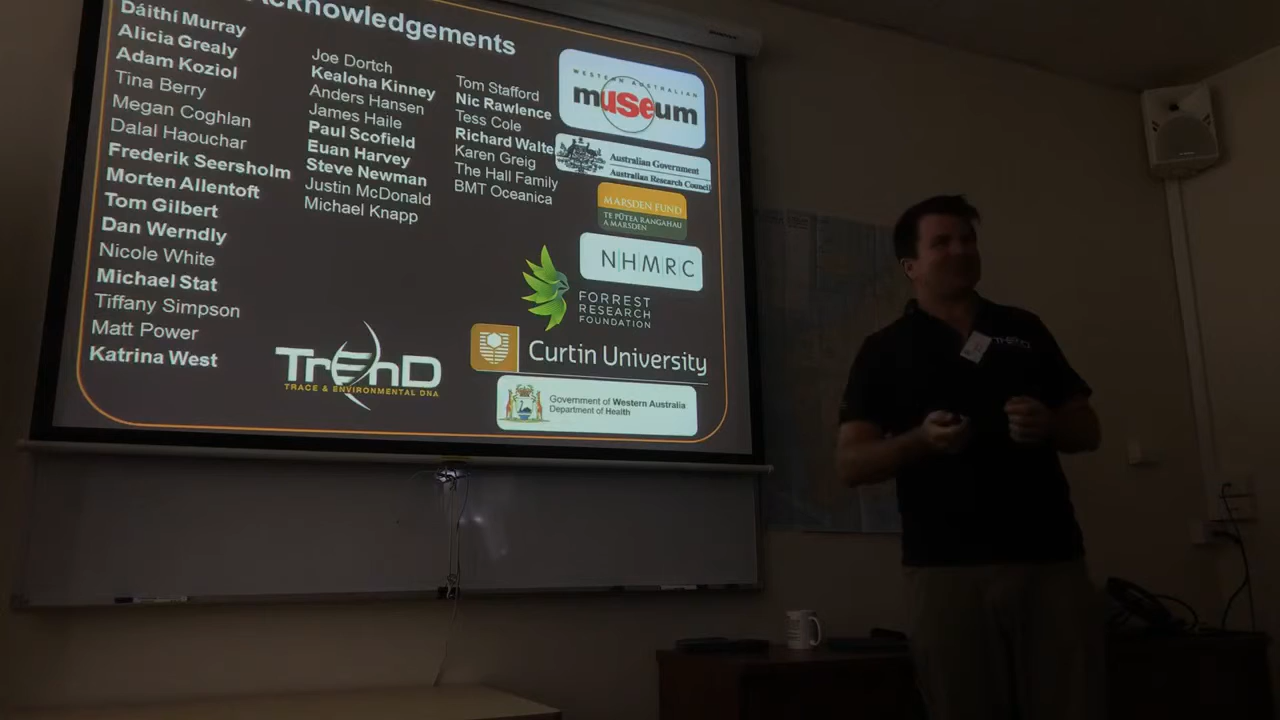 Acknowledgements
Dáithí Murray
Alicia Grealy
Adam Koziol
Tina Berry
Megan Coghlan
Dalal Haouchar
Frederik Seersholm
Morten Allentoft
Tom Gilbert
Dan Werndly
Nicole White
Michael Stat
Tiffany Simpson
Matt Power
Katrina West
Joe Dortch
Kealoha Kinney
Anders Hansen
James Haile
Paul Scofield
Euan Harvey
Steve Newman
Justin McDonald
Michael Knapp
Tom Stafford
Nic Rawlence
Tess Cole
Richard Walte
Karen Greig
The Hall Family
BMT Oceanica
WESTERN AUSTRALIAN
museum
Australian Government
Australian Research Council
MARSDEN FUND
TE PŪTEA RANGAHAU
A MARSDEN
NHMRC
FORREST
RESEARCH
FOUNDATION
Curtin University
Government of Western Australia
Department of Health
TrEnD
TRACE & ENVIRONMENTAL DNA